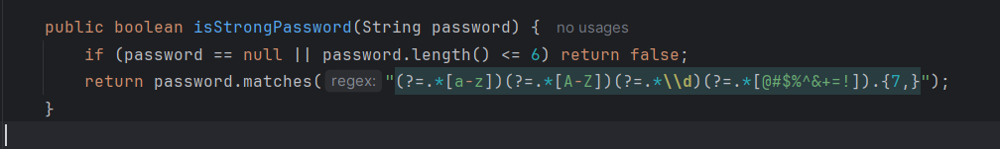 public boolean isStrongPassword(String password) { no usages
if (password == null || password.length() <= 6) return false;
return password.matches( regex: "(?=.*[a-z])(?=.*[A-Z])(?=.*\\d)(?=.*[@#$%^&+=!]).{7,}");
}